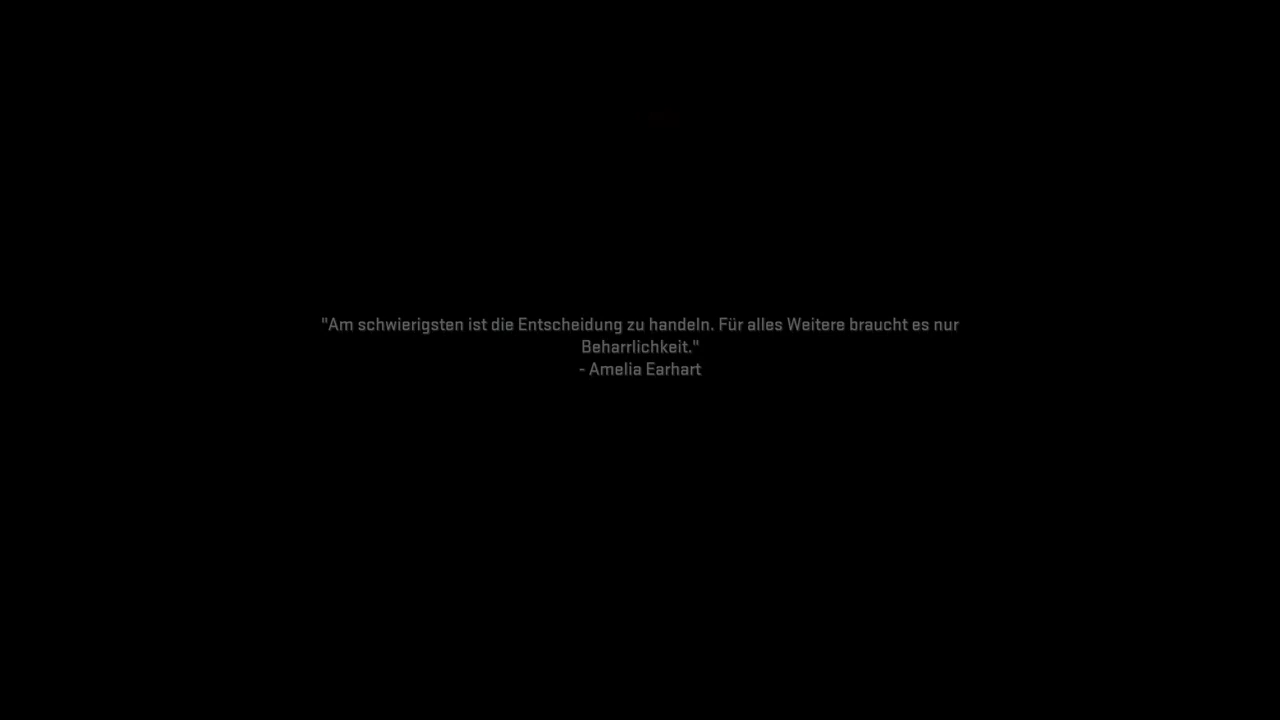 "Am schwierigsten ist die Entscheidung zu handeln. Für alles Weitere braucht es nur
Beharrlichkeit."
- Amelia Earhart